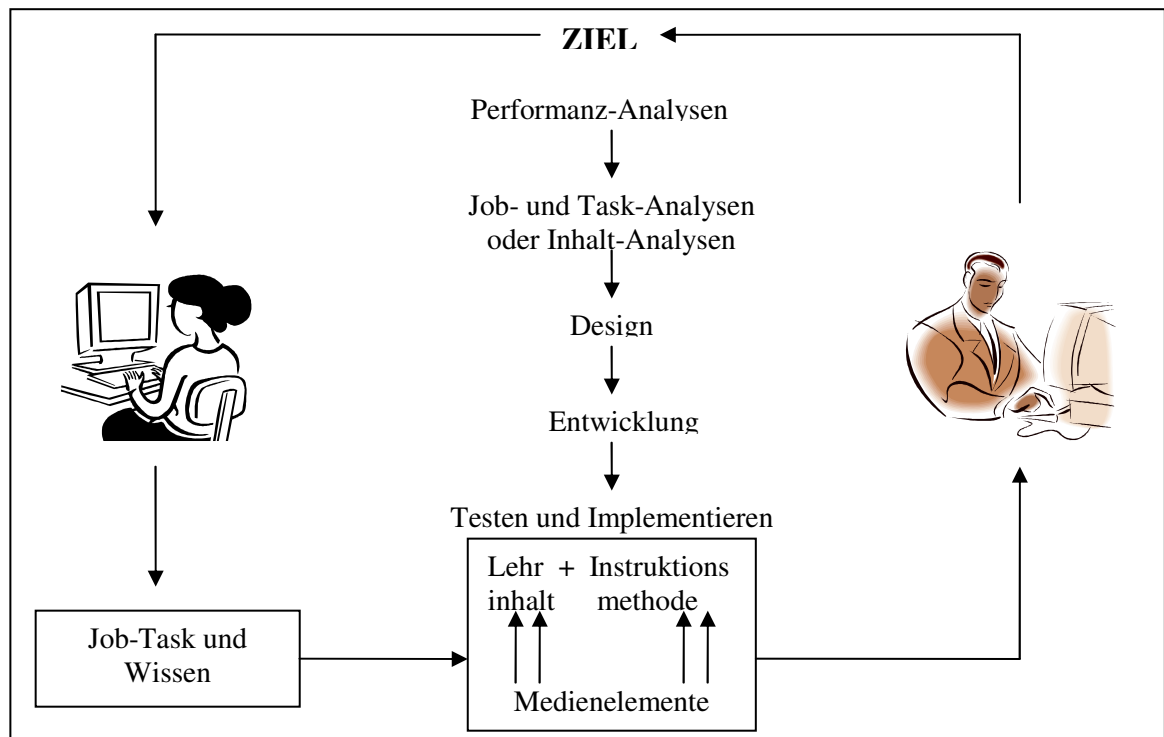 ZIEL
Performanz-Analysen
Job- und Task-Analysen
oder Inhalt-Analysen
Design
Entwicklung
Testen und Implementieren
Lehr + Instruktions
inhalt methode
Medienelemente
Job-Task und
Wissen